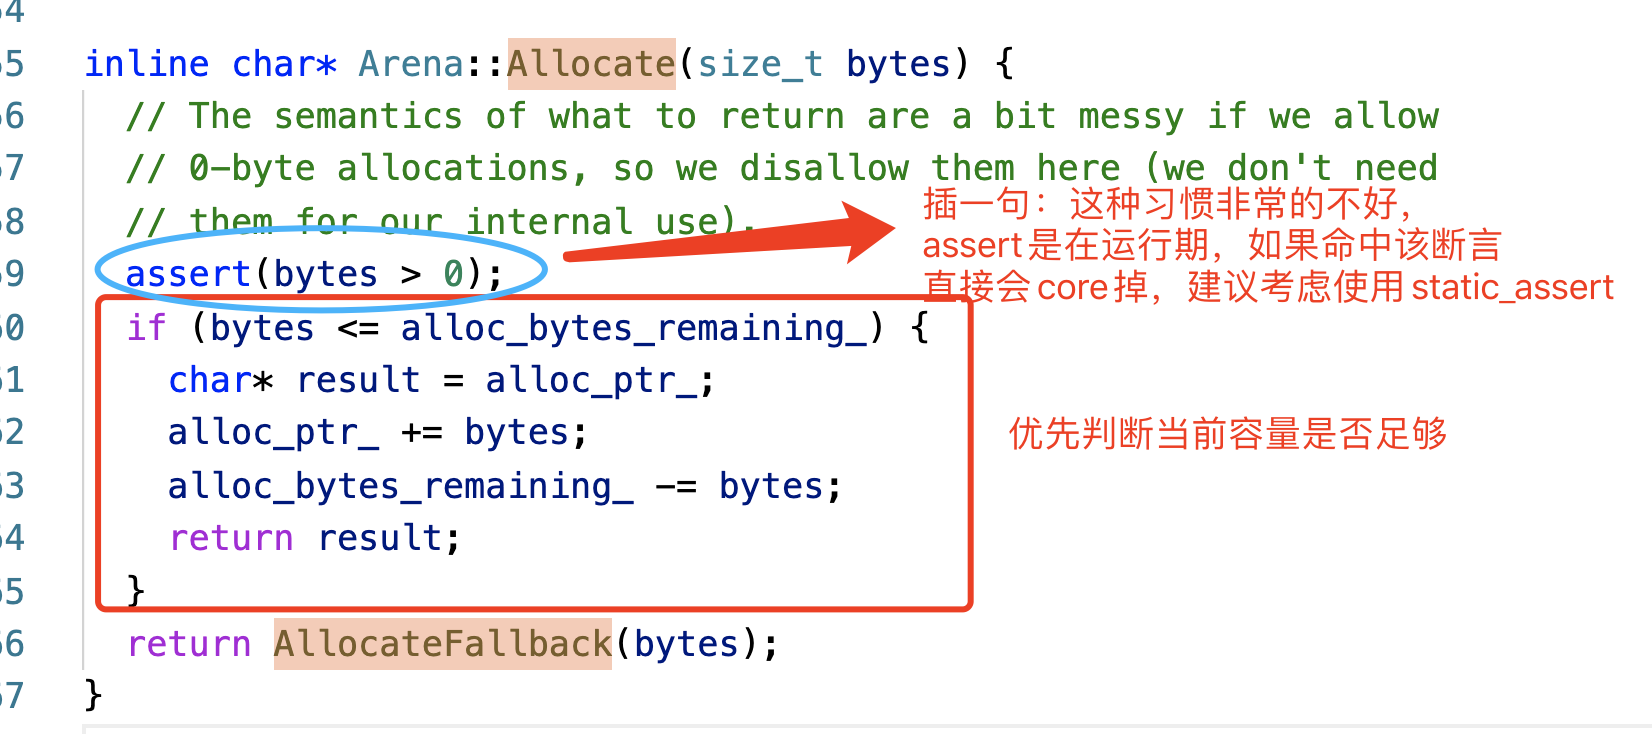 54
55 inline char* Arena::Allocate(size_t bytes) {
56 // The semantics of what to return are a bit messy if we allow
57 // 0-byte allocations, so we disallow them here (we don't need
58 // them for our internal use).
插一句：这种习惯非常的不好，
assert是在运行期，如果命中该断言
直接会core掉，建议考虑使用static_assert
59 assert(bytes > 0);
60 if (bytes <= alloc_bytes_remaining_) {
61 char* result = alloc_ptr_;
62 alloc_ptr_ += bytes;
优先判断当前容量是否足够
63 alloc_bytes_remaining_ -= bytes;
64 return result;
65 }
66 return AllocateFallback(bytes);
67 }